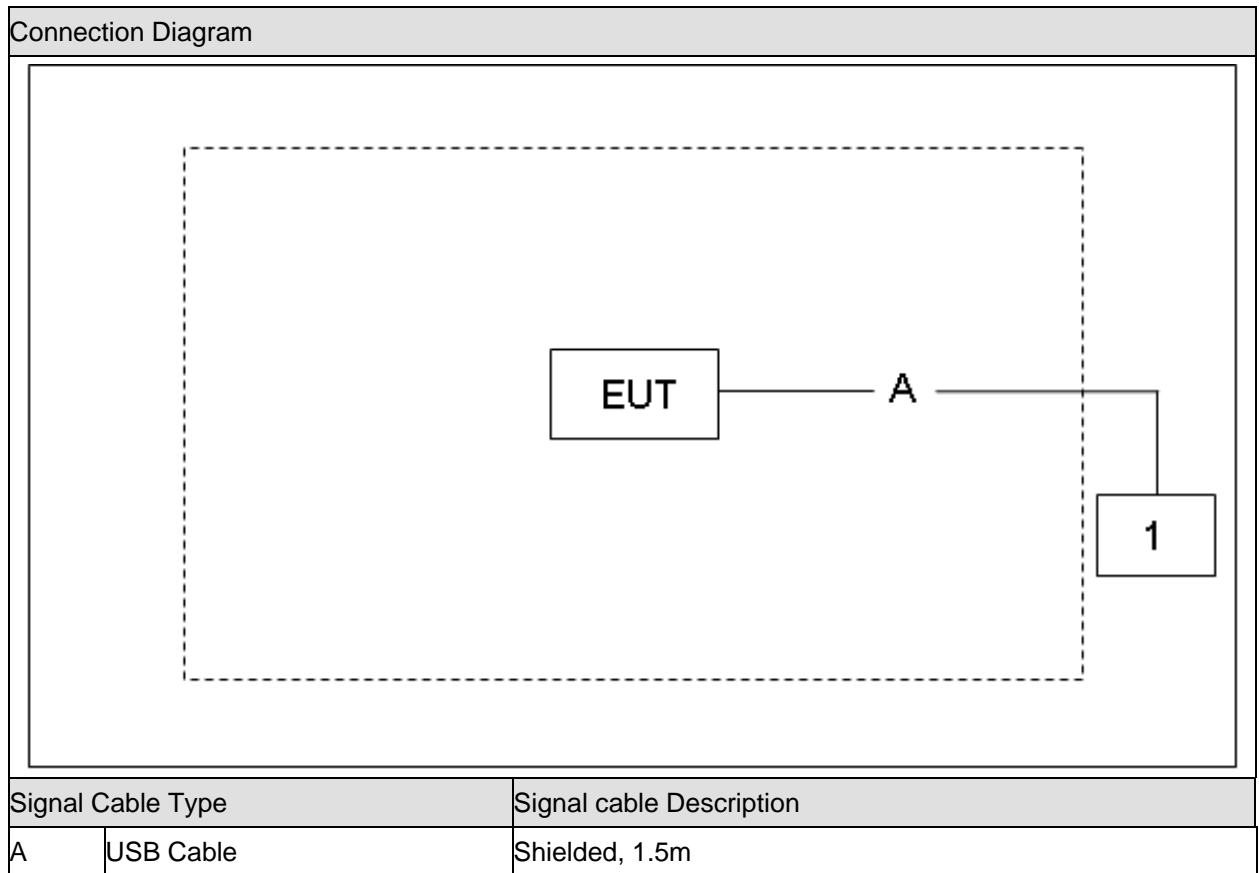 Connection Diagram
EUT
A
1
Signal Cable Type Signal cable Description
A USB Cable Shielded, 1.5m